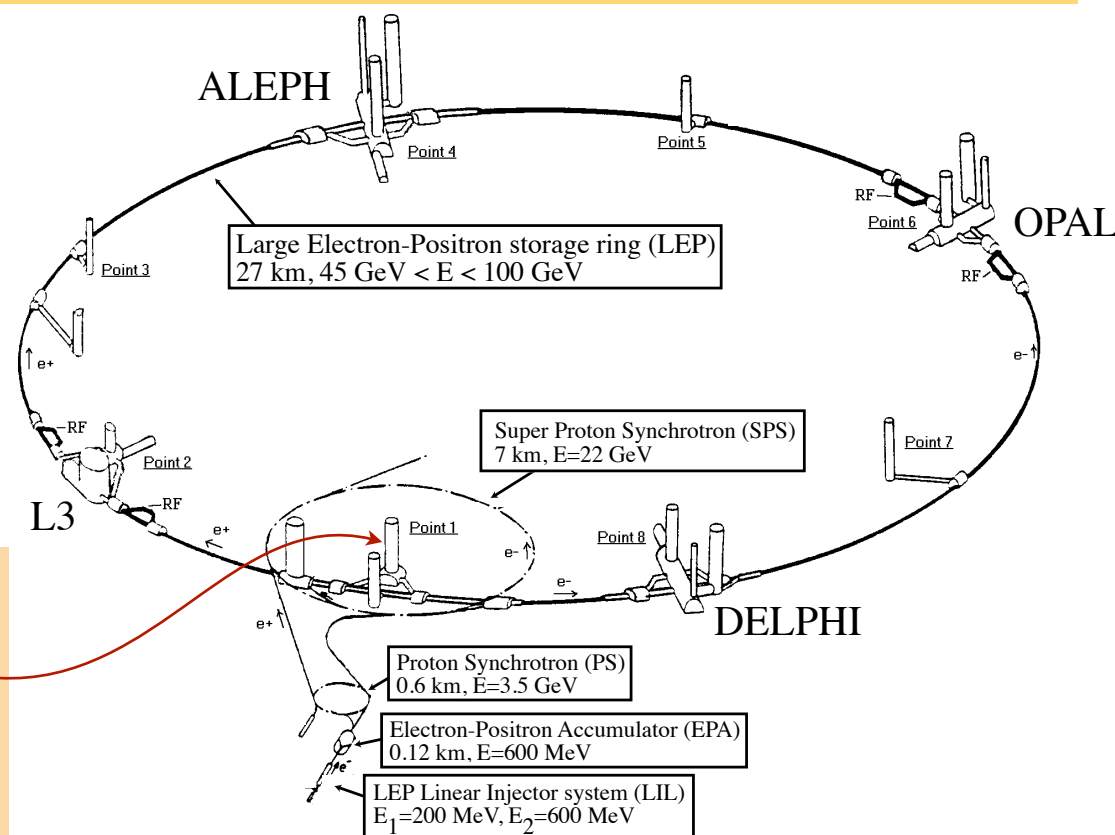 ALEPH
Point 4
Point 5
RF
Point 6
OPAL
RF
Large Electron-Positron storage ring (LEP)
27 km, 45 GeV < E < 100 GeV
Point 3
e+
e-
RF
Point 2
L3
RF
Super Proton Synchrotron (SPS)
7 km, E=22 GeV
Point 7
e+
Point 1
e-
Point 8
e-
DELPHI
e+
Proton Synchrotron (PS)
0.6 km, E=3.5 GeV
Electron-Positron Accumulator (EPA)
0.12 km, E=600 MeV
e-
LEP Linear Injector system (LIL)
E₁=200 MeV, E₂=600 MeV